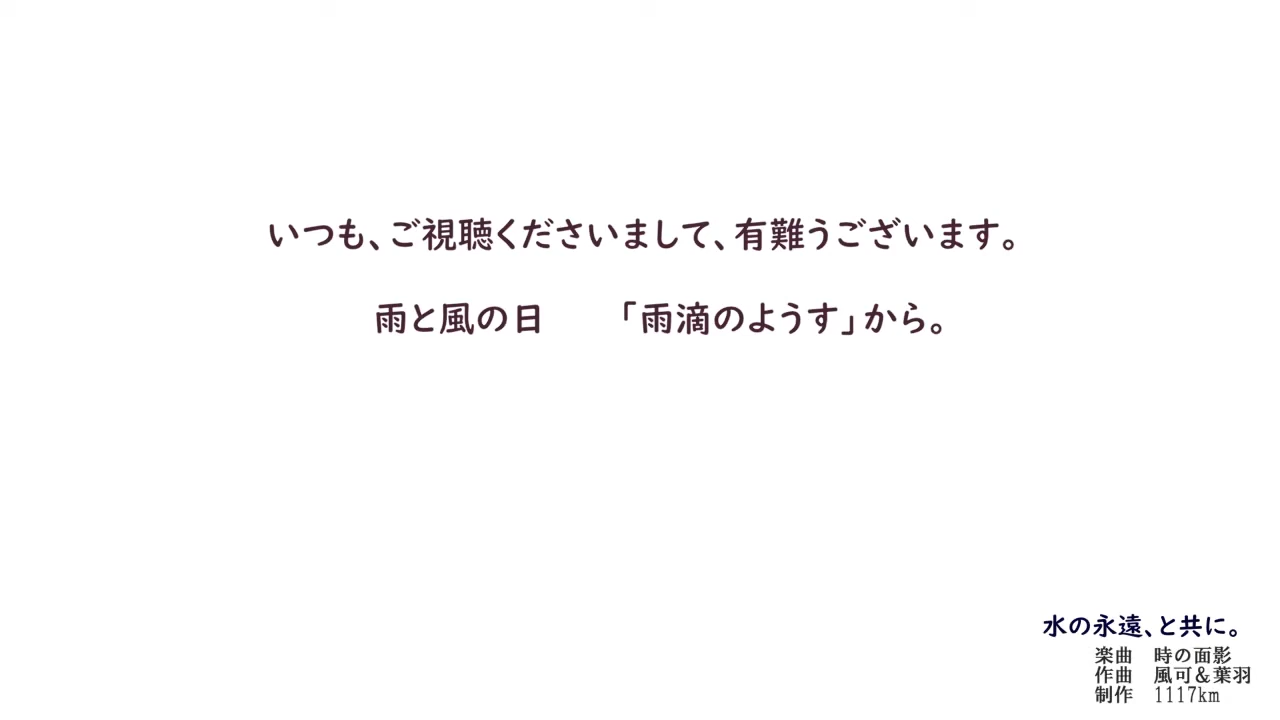 いつも、ご視聴くださいまして、有難うございます。
雨と風の日　　「雨滴のようす」から。
水の永遠、と共に。
楽曲　時の面影
作曲　風可＆葉羽
制作　1117km